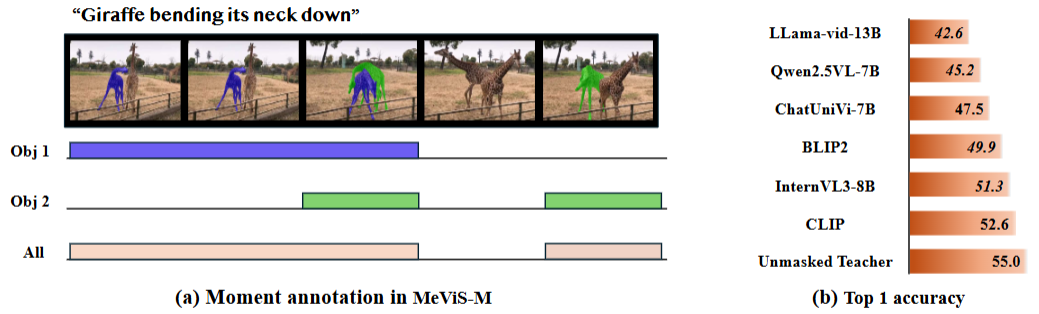 “Giraffe bending its neck down”
Obj 1
Obj 2
All
(a) Moment annotation in MeViS-M
LLama-vid-13B 42.6
Qwen2.5VL-7B 45.2
ChatUniVi-7B 47.5
BLIP2 49.9
InternVL3-8B 51.3
CLIP 52.6
Unmasked Teacher 55.0
(b) Top 1 accuracy